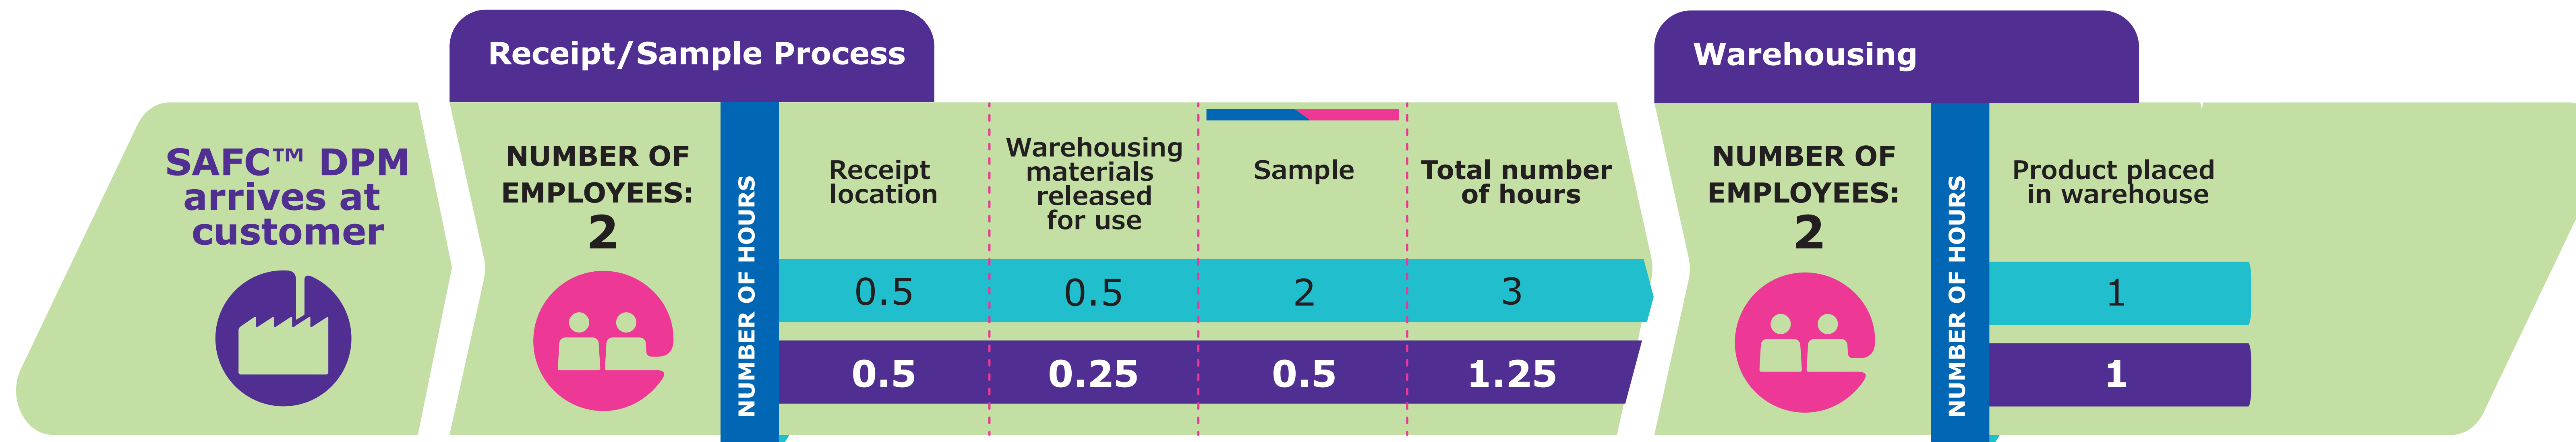 Receipt/Sample Process
Warehousing
SAFC™ DPM
arrives at
customer
NUMBER OF
EMPLOYEES:
2
NUMBER OF HOURS
Receipt
location
Warehousing
materials
released
for use
Sample
Total number
of hours
0.5
0.5
2
3
0.5
0.25
0.5
1.25
NUMBER OF
EMPLOYEES:
2
NUMBER OF HOURS
Product placed
in warehouse
1
1